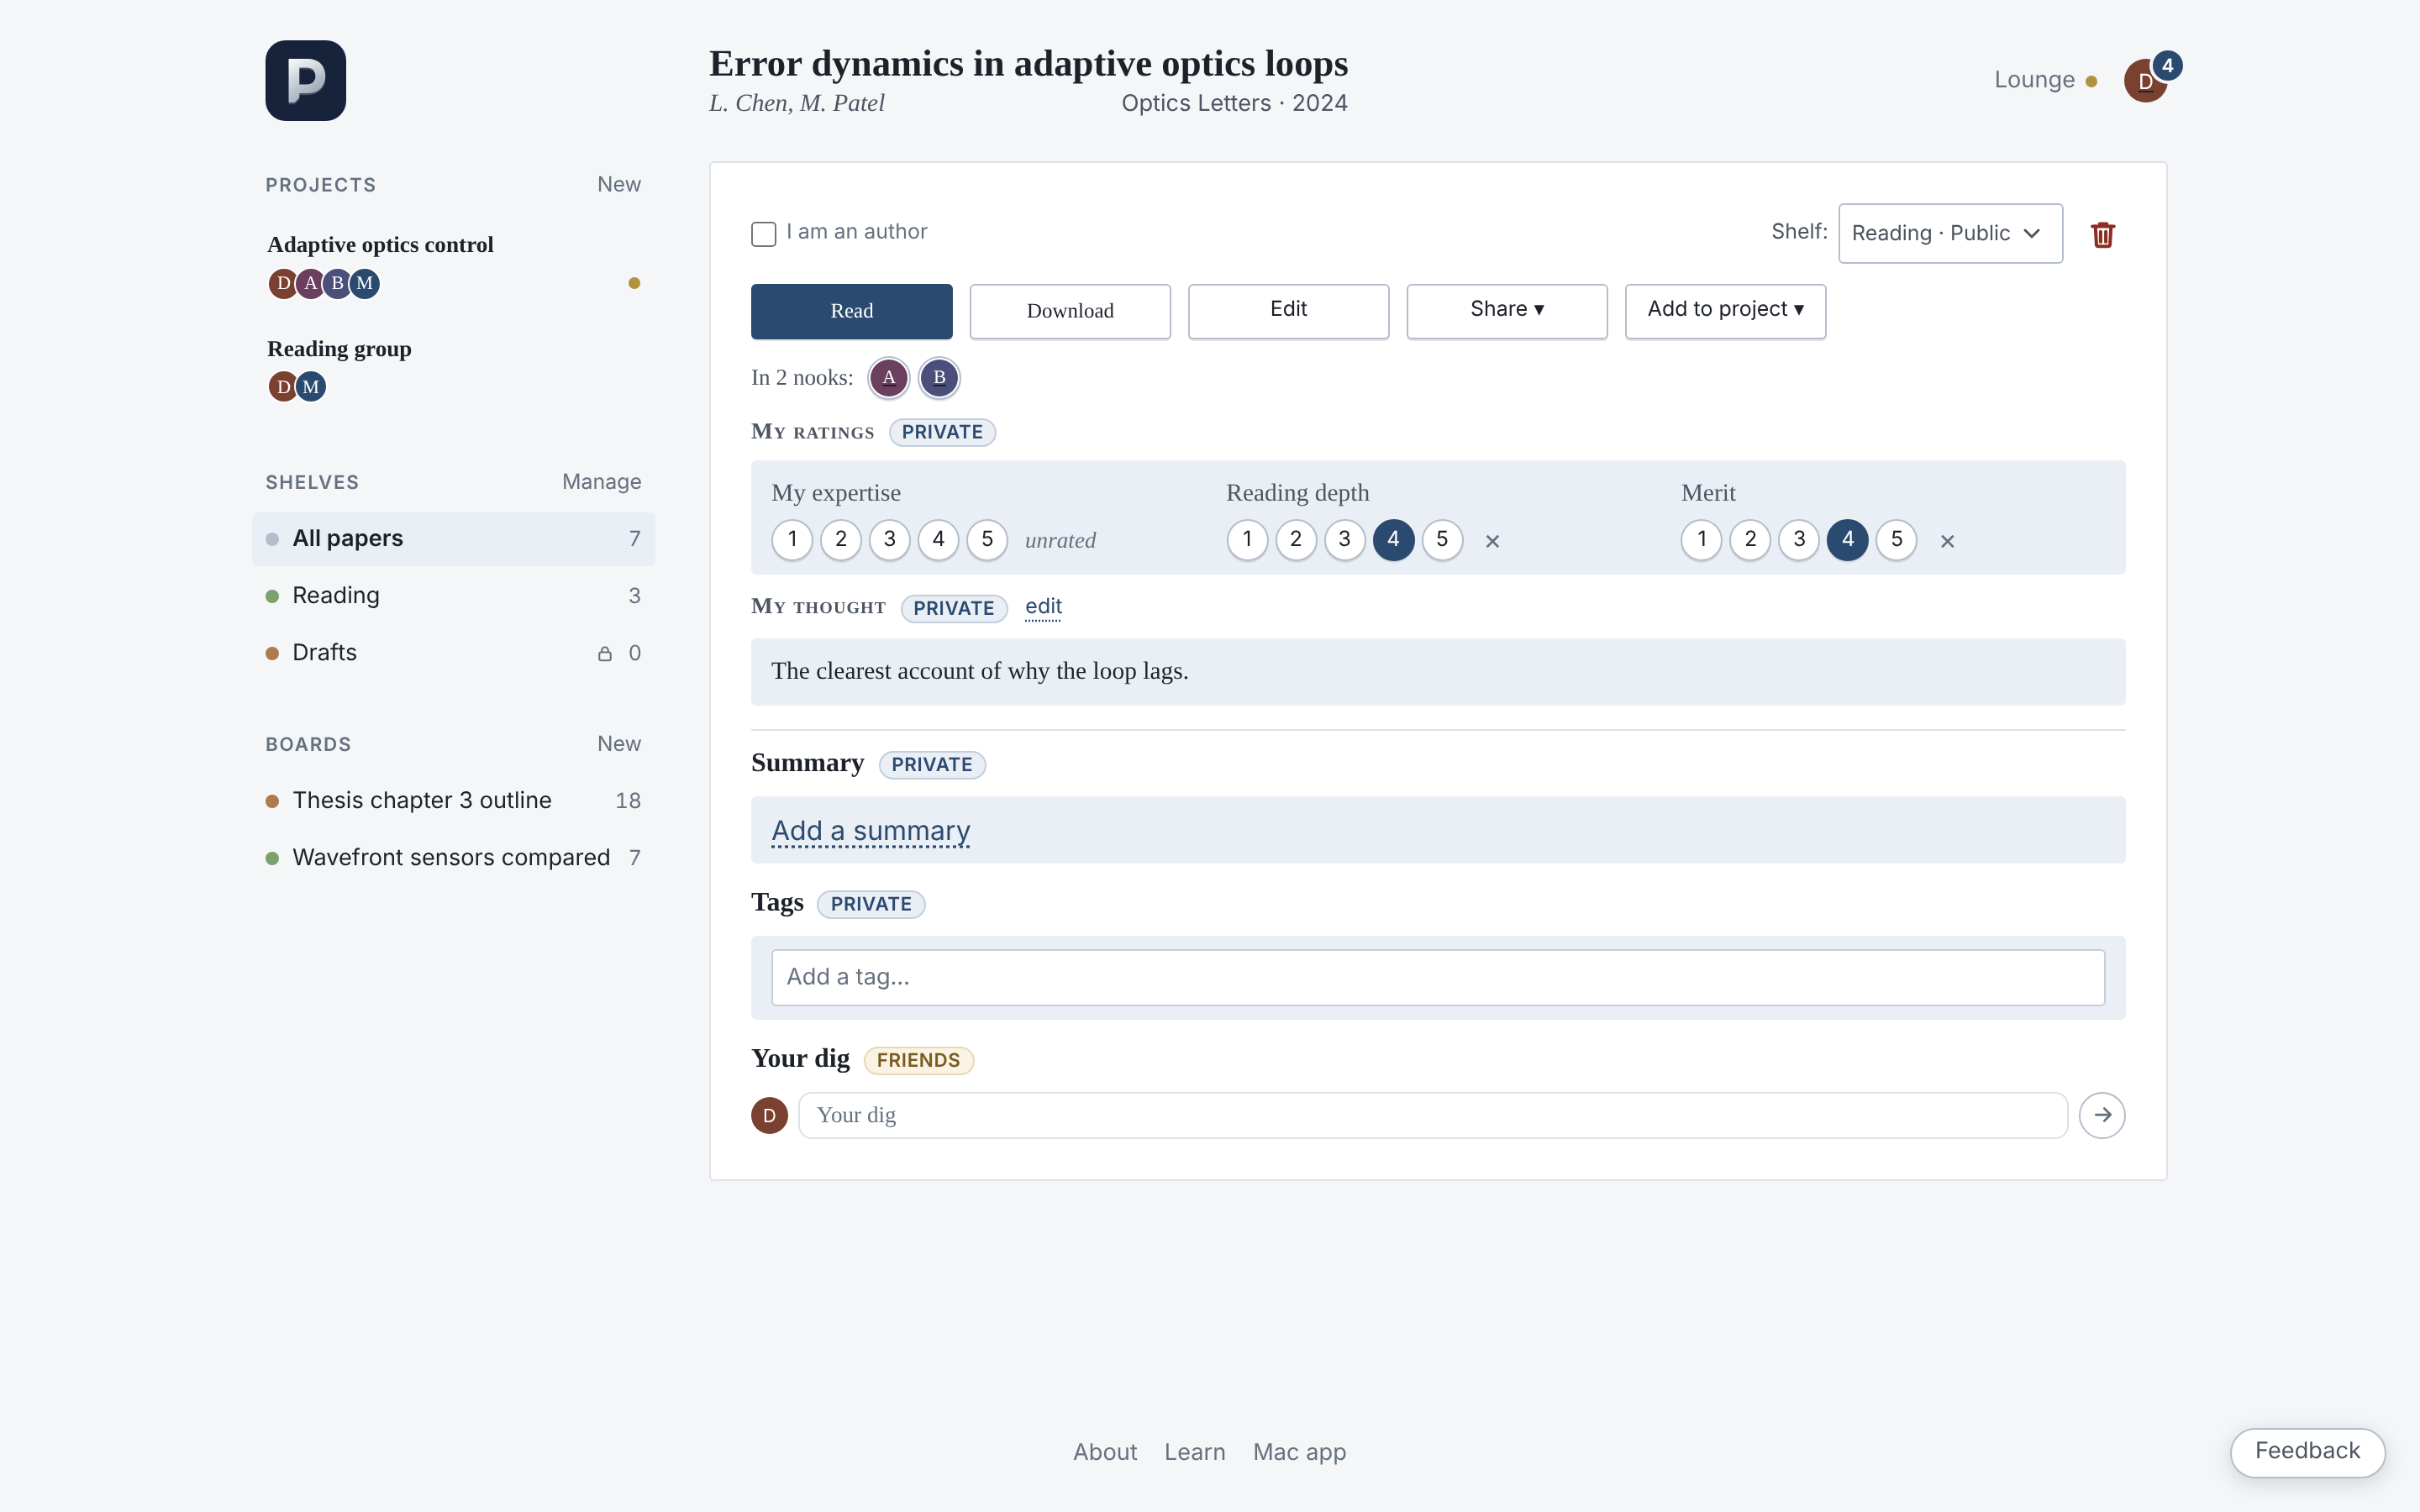 P
Error dynamics in adaptive optics loops
L. Chen, M. Patel Optics Letters · 2024
Lounge D 4
PROJECTS New
Adaptive optics control
D A B M
Reading group
D M
SHELVES Manage
All papers 7
Reading 3
Drafts 0
BOARDS New
Thesis chapter 3 outline 18
Wavefront sensors compared 7
I am an author Shelf: Reading · Public
Read Download Edit Share ▾ Add to project ▾
In 2 nooks: A B
My ratings PRIVATE
My expertise Reading depth Merit
1 2 3 4 5 unrated 1 2 3 4 5 × 1 2 3 4 5 ×
My thought PRIVATE edit
The clearest account of why the loop lags.
Summary PRIVATE
Add a summary
Tags PRIVATE
Add a tag...
Your dig FRIENDS
D Your dig →
About Learn Mac app
Feedback